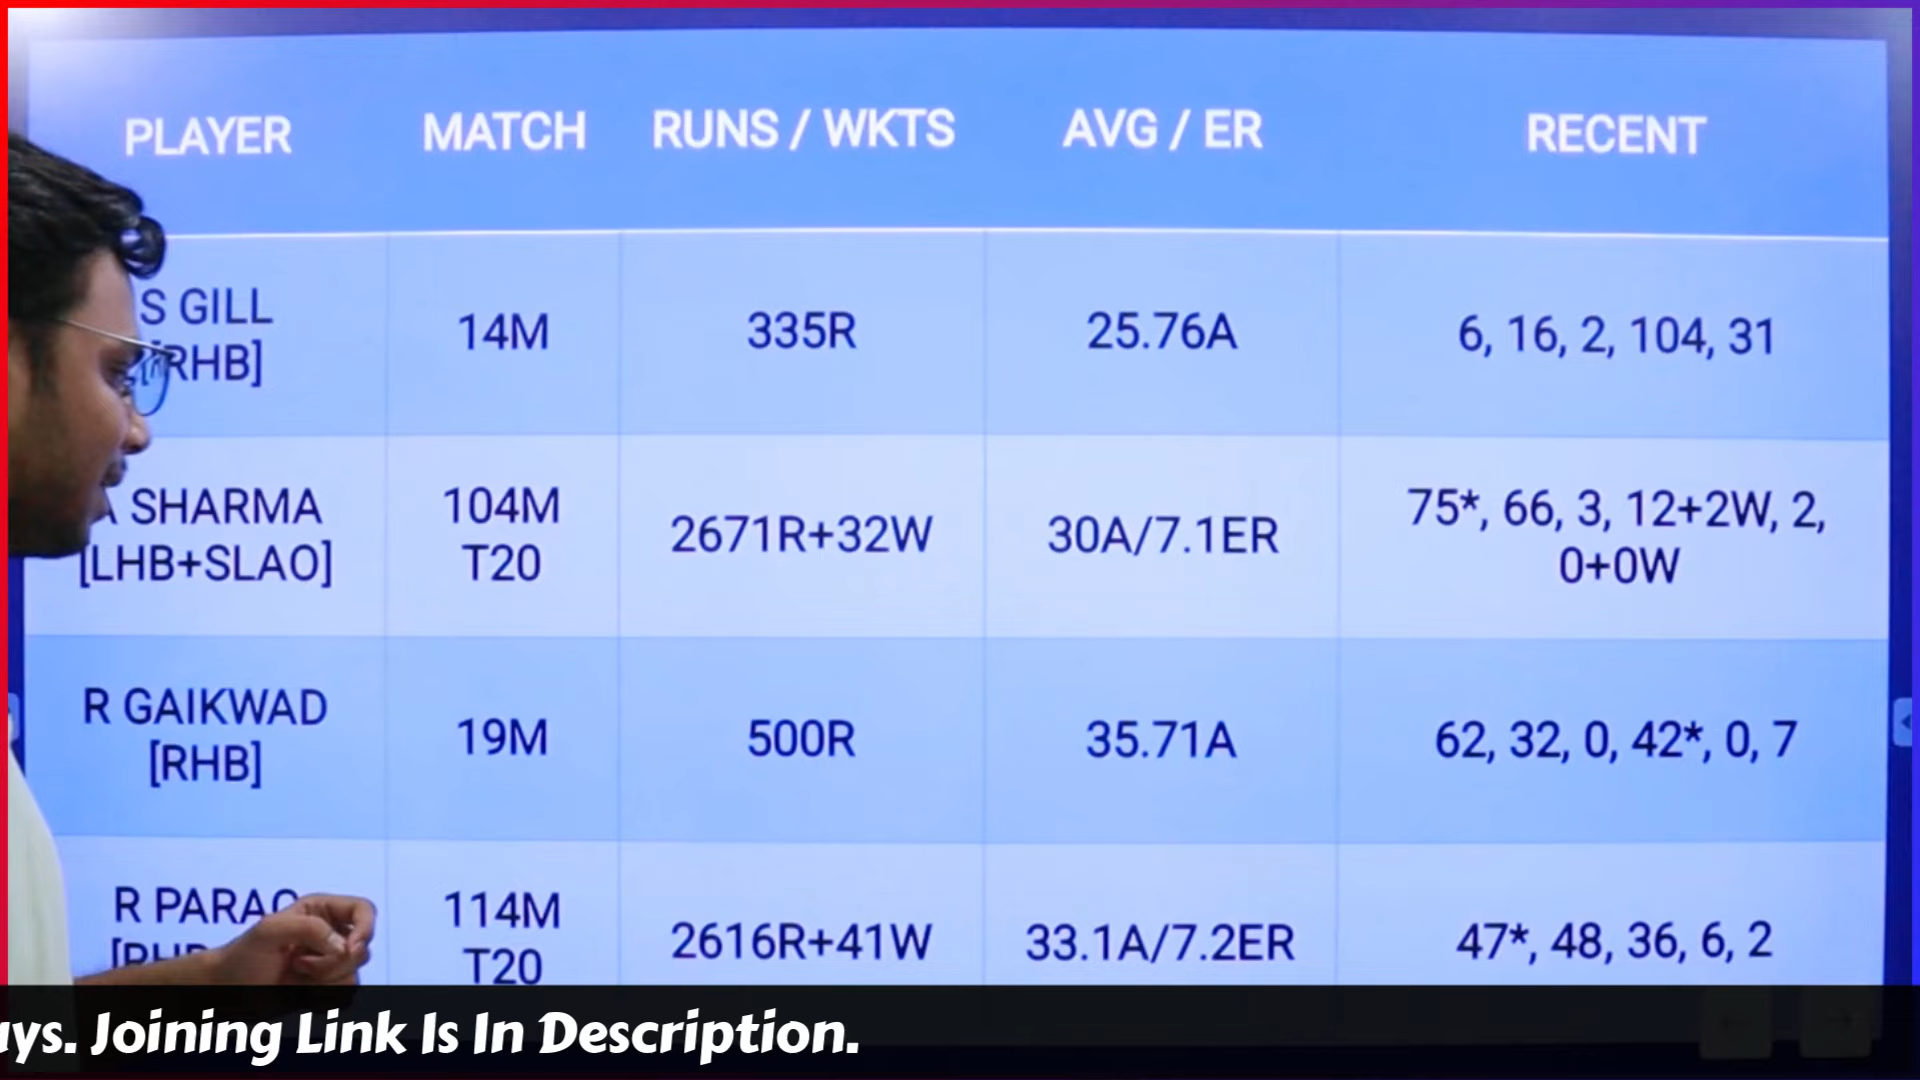 PLAYER MATCH RUNS / WKTS AVG / ER RECENT
S GILL
[RHB]
14M
335R
25.76A
6, 16, 2, 104, 31
A SHARMA
[LHB+SLAO]
104M
T20
2671R+32W
30A/7.1ER
75*, 66, 3, 12+2W, 2,
0+0W
R GAIKWAD
[RHB]
19M
500R
35.71A
62, 32, 0, 42*, 0, 7
R PARAG
114M
T20
2616R+41W
33.1A/7.2ER
47*, 48, 36, 6, 2
ays. Joining Link Is In Description.